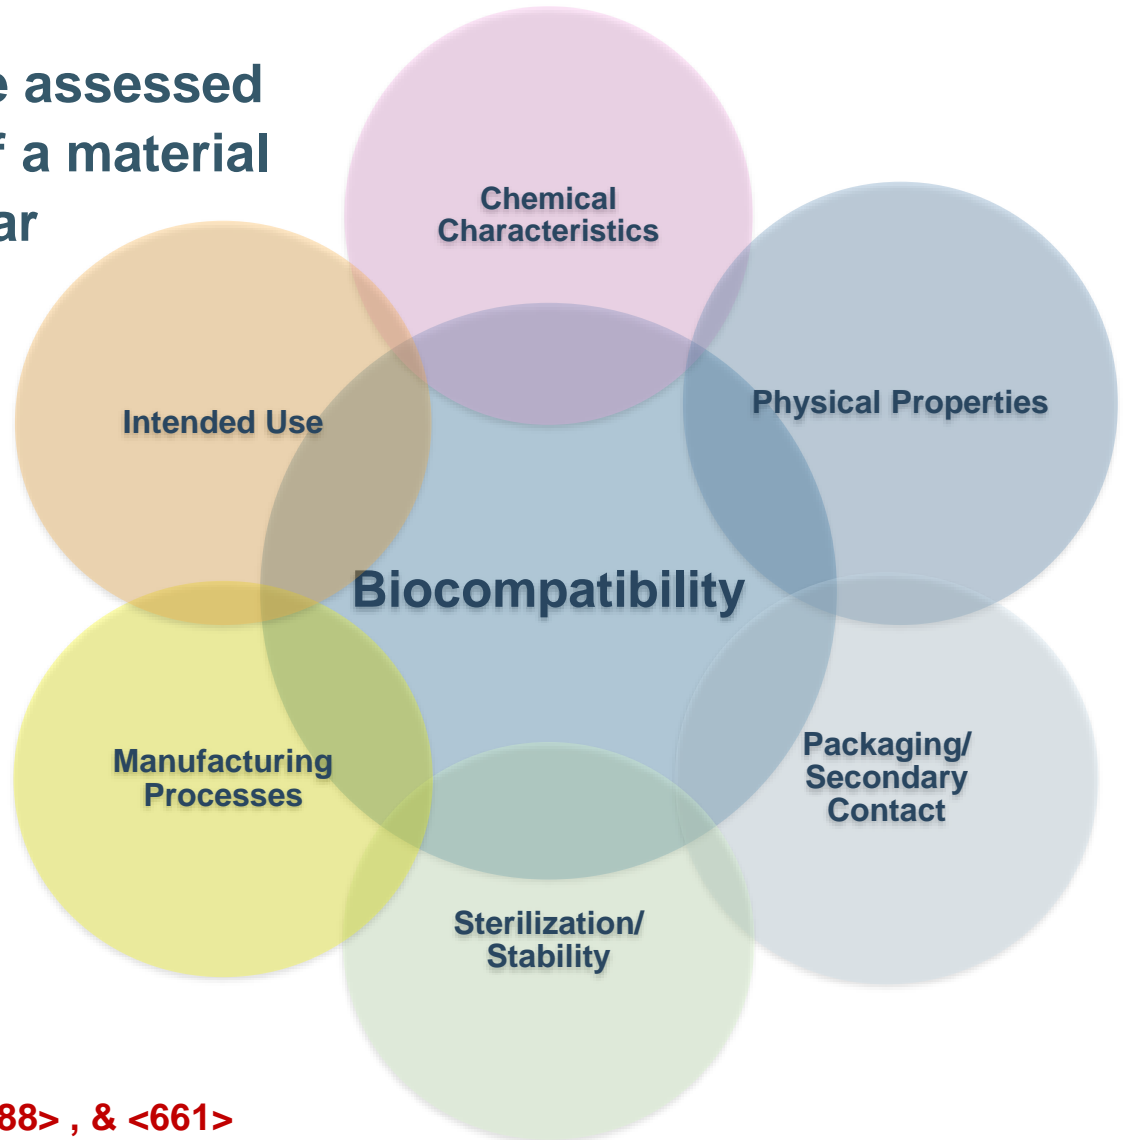 e assessed
f a material
ar
Chemical
Characteristics
Intended Use
Physical Properties
Biocompatibility
Manufacturing
Processes
Packaging/
Secondary
Contact
Sterilization/
Stability
88> , & <661>